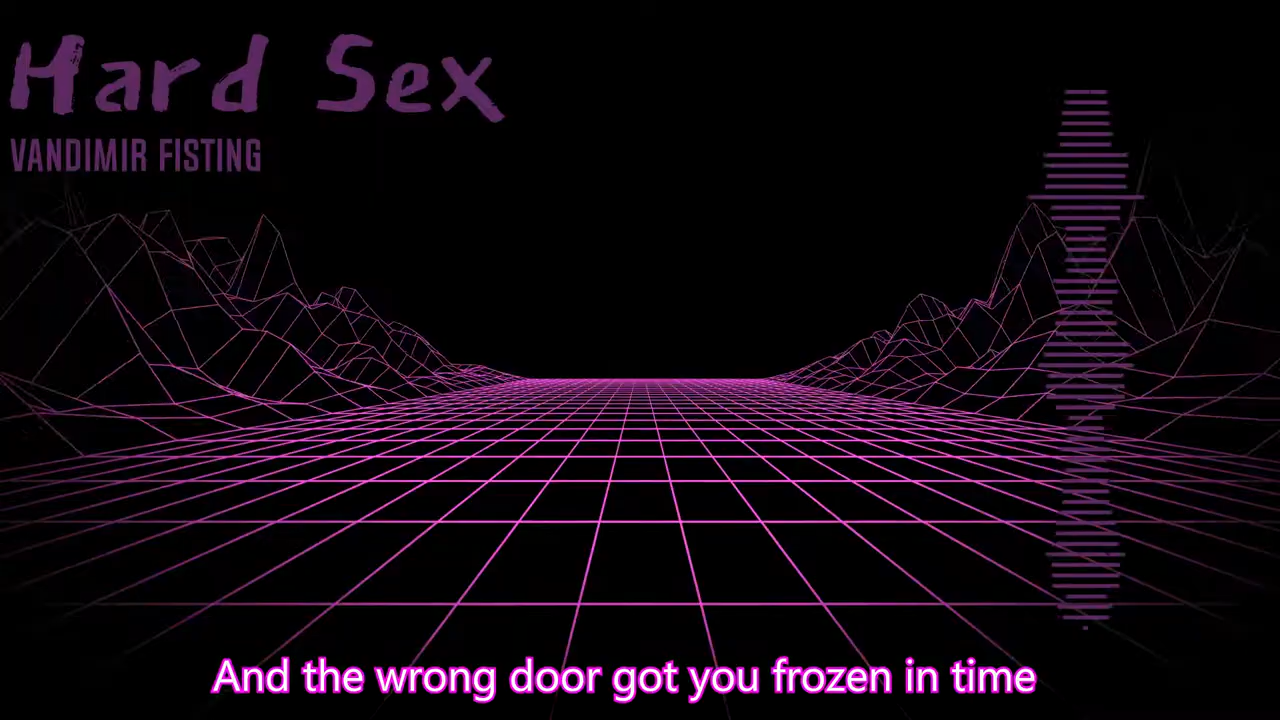 Hard Sex
VANDIMIR FISTING
And the wrong door got you frozen in time